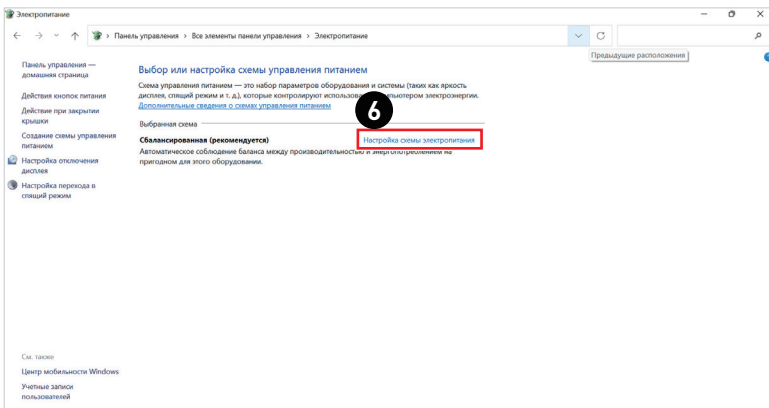 Электропитание
Панель управления › Все элементы панели управления › Электропитание
Предыдущие расположения
Панель управления —
домашняя страница
Действия кнопок питания
Действие при закрытии
крышки
Создание схемы управления
питанием
Настройка отключения
дисплея
Настройка перехода в
спящий режим
Выбор или настройка схемы управления питанием
Схема управления питанием — это набор параметров оборудования и системы (таких как яркость
дисплея, спящий режим и т. д.), которые контролируют электроэнергии.
Дополнительные сведения о схемах управления питанием
6
Выбранная схема
Сбалансированная (рекомендуется)
Настройка схемы электропитания
Автоматическое соблюдение баланса между производительностью и энергопотреблением на
пригодном для этого оборудовании.
См. также
Центр мобильности Windows
Учетные записи
пользователей